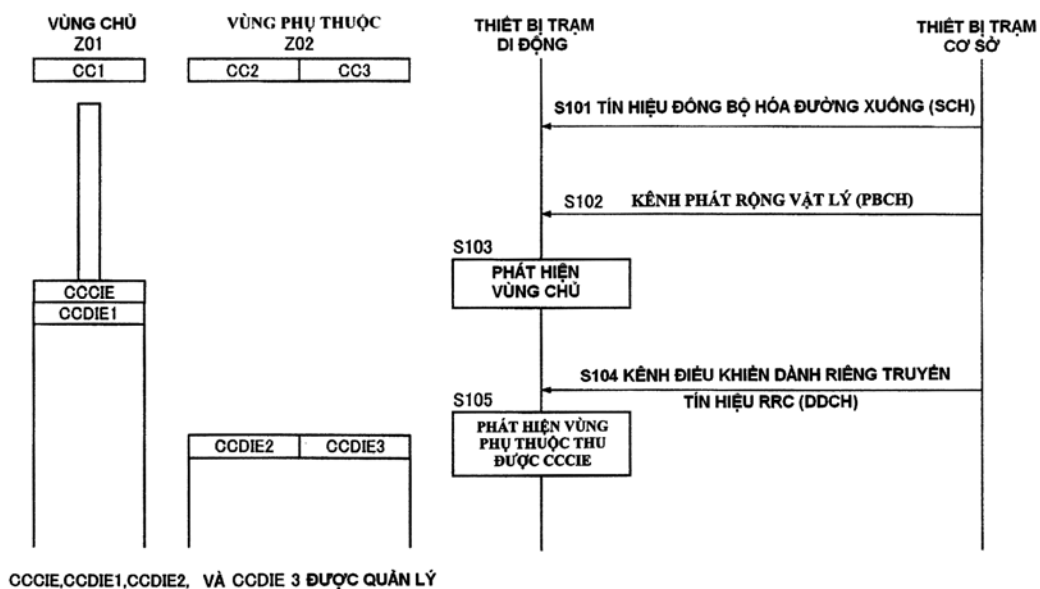 VÙNG CHỦ
Z01
CC1
VÙNG PHỤ THUỘC
Z02
CC2 CC3
THIẾT BỊ TRẠM
DI ĐỘNG
THIẾT BỊ TRẠM
CƠ SỞ
S101 TÍN HIỆU ĐỒNG BỘ HÓA ĐƯỜNG XUỐNG (SCH)
S102 KÊNH PHÁT RỘNG VẬT LÝ (PBCH)
S103
PHÁT HIỆN
VÙNG CHỦ
CCCIE
CCDIE1
S104 KÊNH ĐIỀU KHIỂN DÀNH RIÊNG TRUYỀN
TÍN HIỆU RRC (DDCH)
S105
PHÁT HIỆN VÙNG
PHỤ THUỘC THU
ĐƯỢC CCCIE
CCDIE2 CCDIE3
CCCIE,CCDIE1,CCDIE2, VÀ CCDIE 3 ĐƯỢC QUẢN LÝ